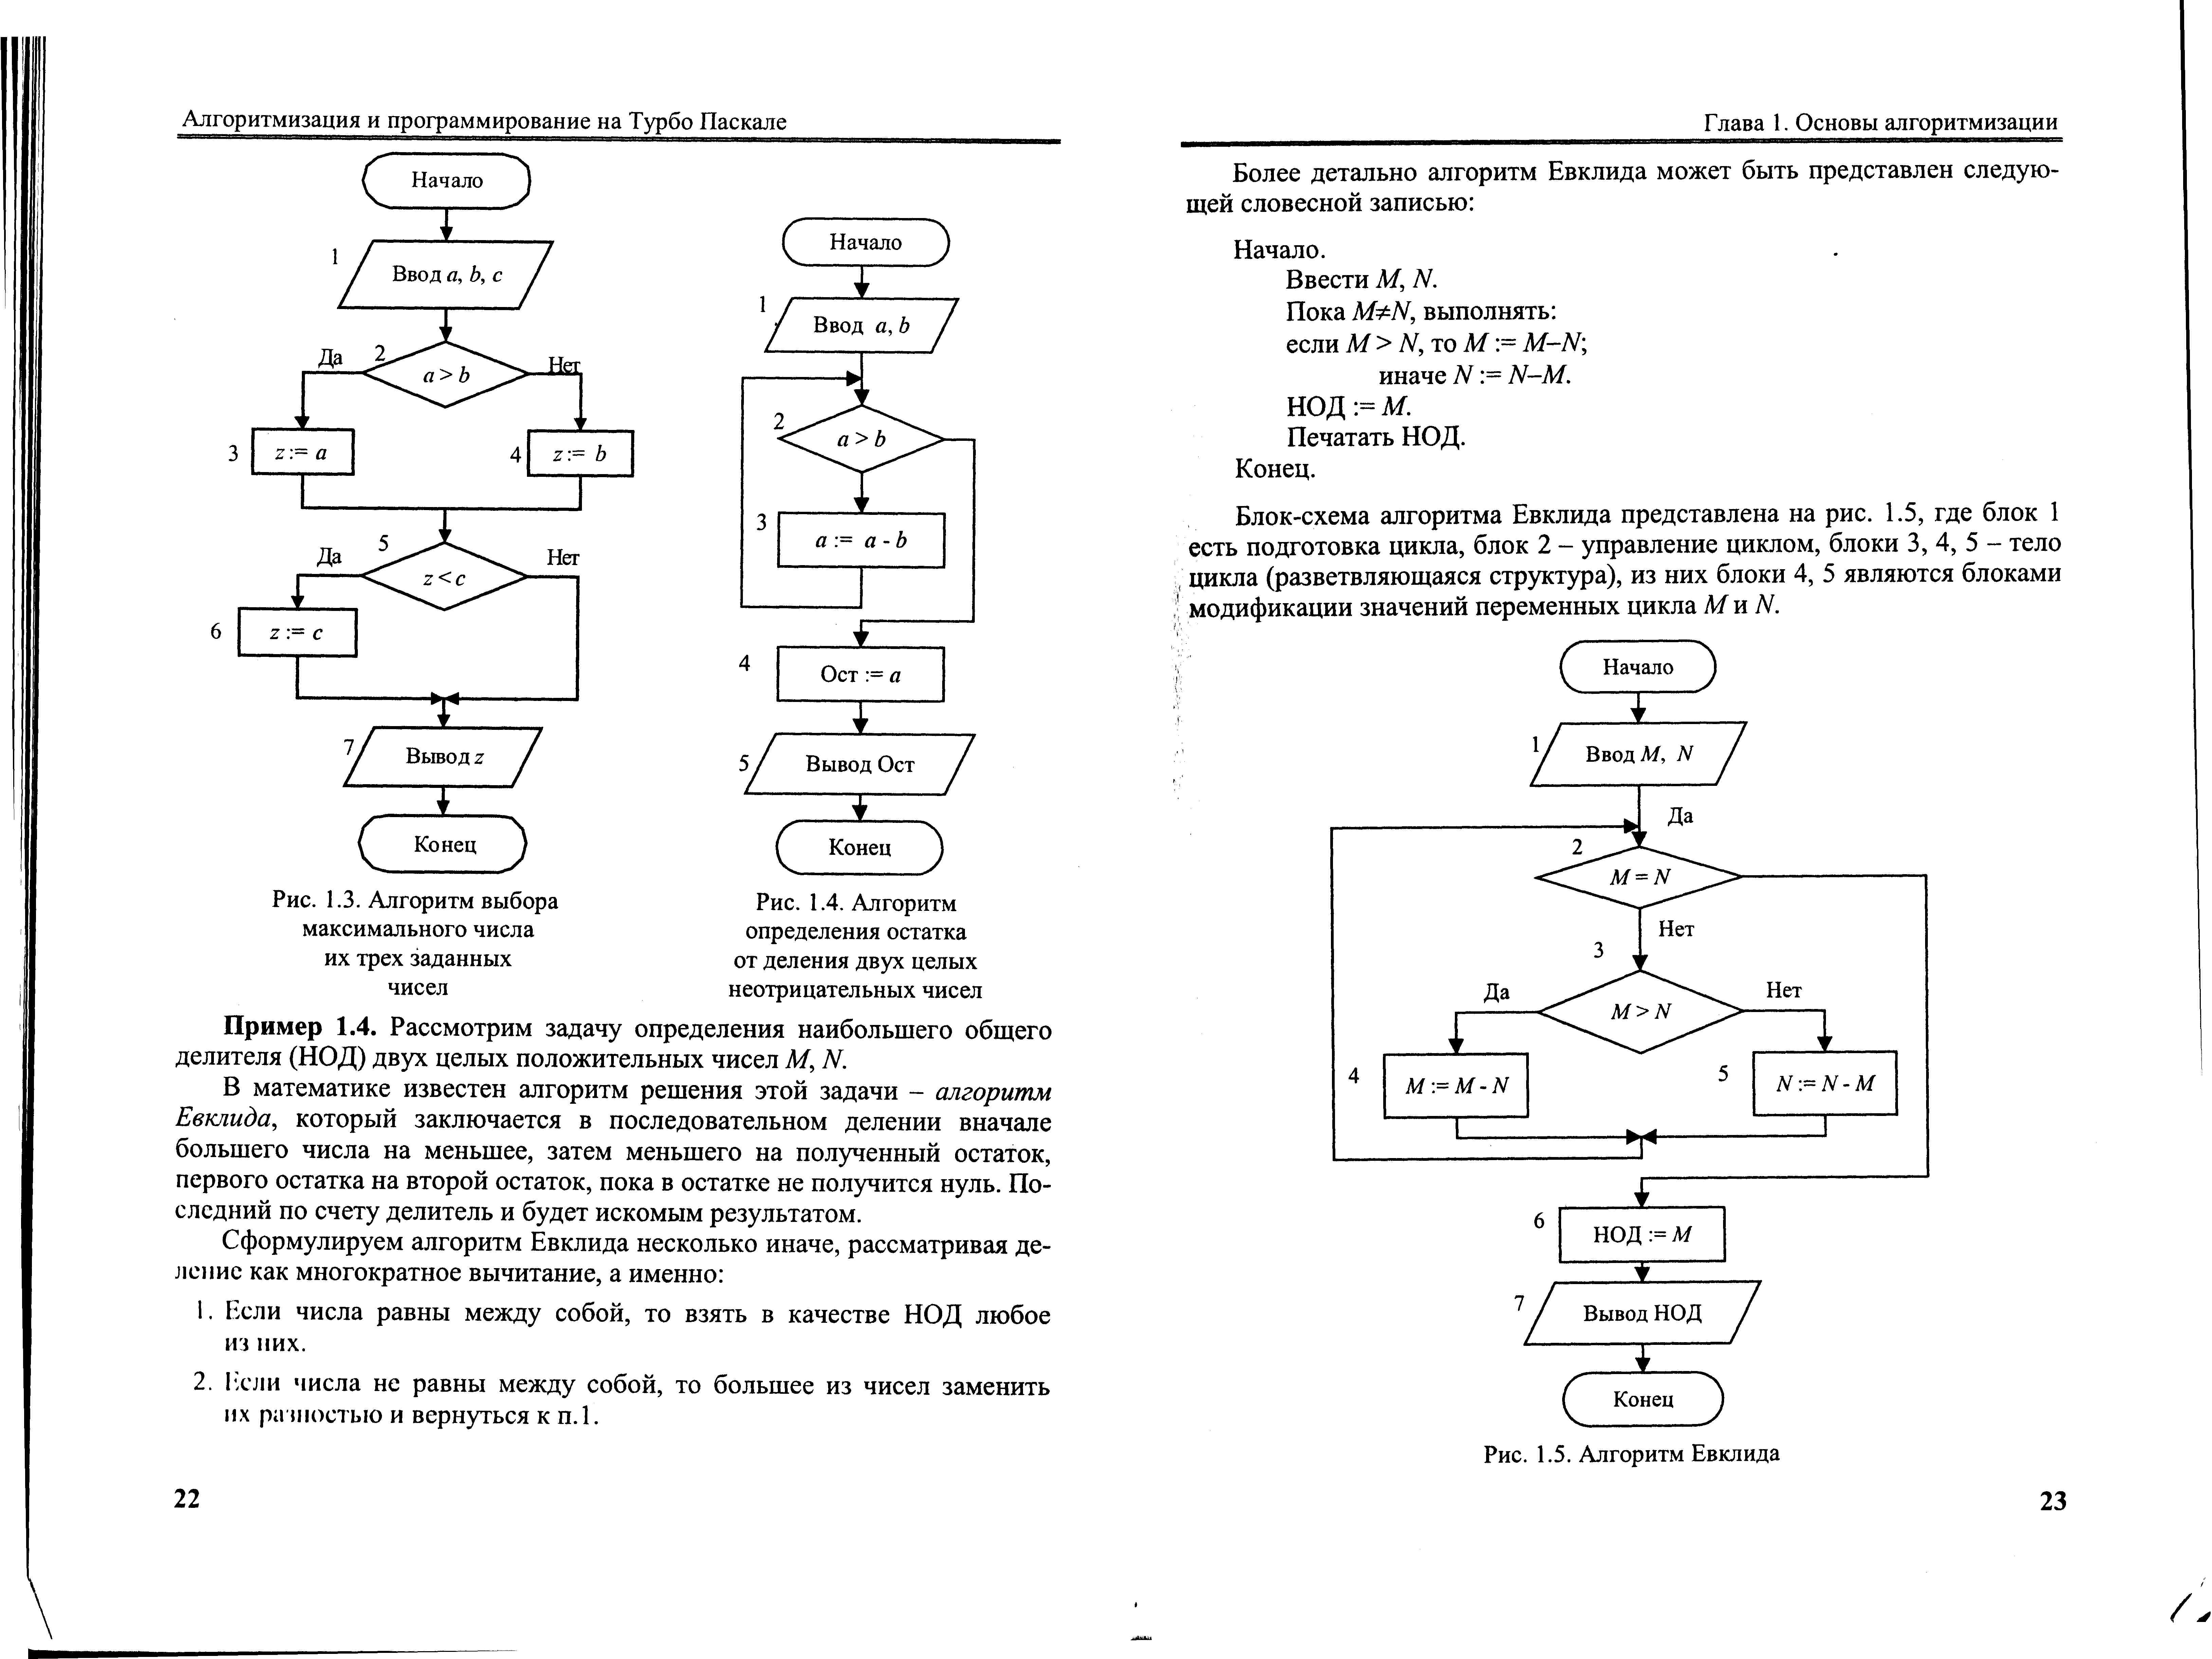 Алгоритмизация и программирование на Турбо Паскале
Начало
1
Ввод a, b, c
Да
2
a > b
Нет
3
z := a
4
z := b
Да
5
z < c
Нет
6
z := c
7
Вывод z
Конец
Рис. 1.3. Алгоритм выбора
максимального числа
их трех заданных
чисел
Начало
1
Ввод a, b
2
a > b
3
a := a - b
4
Ост := a
5
Вывод Ост
Конец
Рис. 1.4. Алгоритм
определения остатка
от деления двух целых
неотрицательных чисел
Пример 1.4. Рассмотрим задачу определения наибольшего общего
делителя (НОД) двух целых положительных чисел M, N.
В математике известен алгоритм решения этой задачи – алгоритм
Евклида, который заключается в последовательном делении вначале
большего числа на меньшее, затем меньшего на полученный остаток,
первого остатка на второй остаток, пока в остатке не получится нуль. По-
следний по счету делитель и будет искомым результатом.
Сформулируем алгоритм Евклида несколько иначе, рассматривая де-
ление как многократное вычитание, а именно:
1. Если числа равны между собой, то взять в качестве НОД любое
из них.
2. Если числа не равны между собой, то большее из чисел заменить
их разностью и вернуться к п.1.
22
Глава 1. Основы алгоритмизации
Более детально алгоритм Евклида может быть представлен следую-
щей словесной записью:
Начало.
Ввести M, N.
Пока M≠N, выполнять:
если M > N, то M := M–N;
иначе N := N–M.
НОД := M.
Печатать НОД.
Конец.
Блок-схема алгоритма Евклида представлена на рис. 1.5, где блок 1
есть подготовка цикла, блок 2 – управление циклом, блоки 3, 4, 5 – тело
цикла (разветвляющаяся структура), из них блоки 4, 5 являются блоками
модификации значений переменных цикла M и N.
Начало
1
Ввод M, N
Да
2
M = N
Нет
3
Да
M > N
Нет
4
M := M - N
5
N := N - M
6
НОД := M
7
Вывод НОД
Конец
Рис. 1.5. Алгоритм Евклида
23